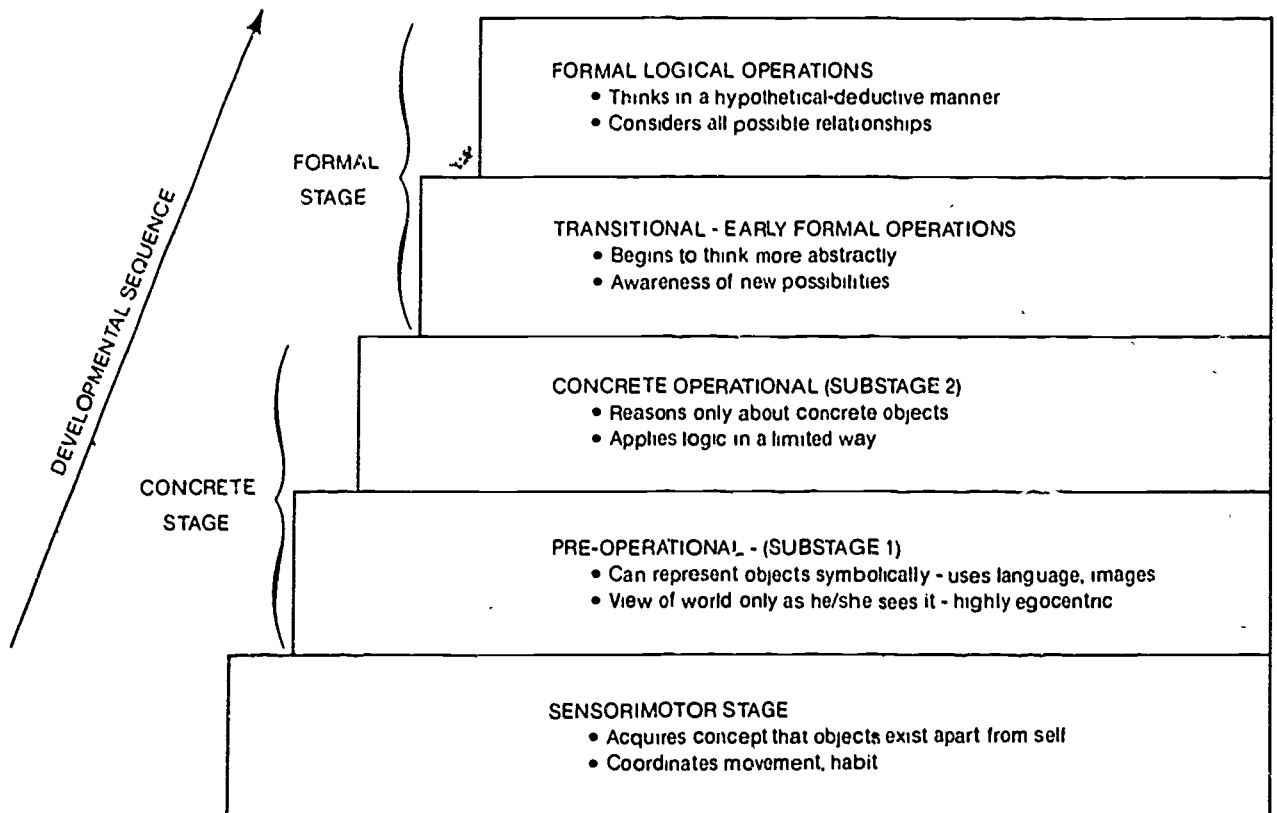 FORMAL LOGICAL OPERATIONS
• Thinks in a hypothetical-deductive manner
• Considers all possible relationships
FORMAL
STAGE
TRANSITIONAL - EARLY FORMAL OPERATIONS
• Begins to think more abstractly
• Awareness of new possibilities
DEVELOPMENTAL SEQUENCE
CONCRETE OPERATIONAL (SUBSTAGE 2)
• Reasons only about concrete objects
• Applies logic in a limited way
CONCRETE
STAGE
PRE-OPERATIONAL - (SUBSTAGE 1)
• Can represent objects symbolically - uses language, images
• View of world only as he/she sees it - highly egocentric
SENSORIMOTOR STAGE
• Acquires concept that objects exist apart from self
• Coordinates movement, habit